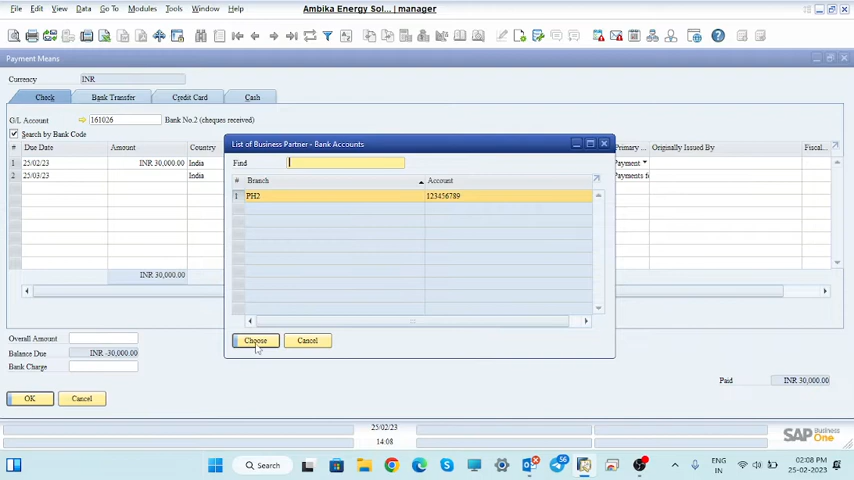 File Edit View Data Go To Modules Tools Window Help
Ambika Energy Sol... | manager
Payment Means
Currency INR
Check Bank Transfer Credit Card Cash
G/L Account 161026 Bank No.2 (cheques received)
Search by Bank Code
# Due Date Amount Country Primary ... Originally Issued By Fiscal...
1 25/02/23 INR 30,000.00 India Payment
2 25/03/23 India Payments fo
INR 30,000.00
List of Business Partner - Bank Accounts
Find
# Branch Account
1 PH2 123456789
Choose Cancel
Overall Amount
Balance Due INR -30,000.00
Bank Charge
Paid INR 30,000.00
OK Cancel
25/02/23
14:08
SAP Business One
Search
56
ENG
IN
02:08 PM
25-02-2023